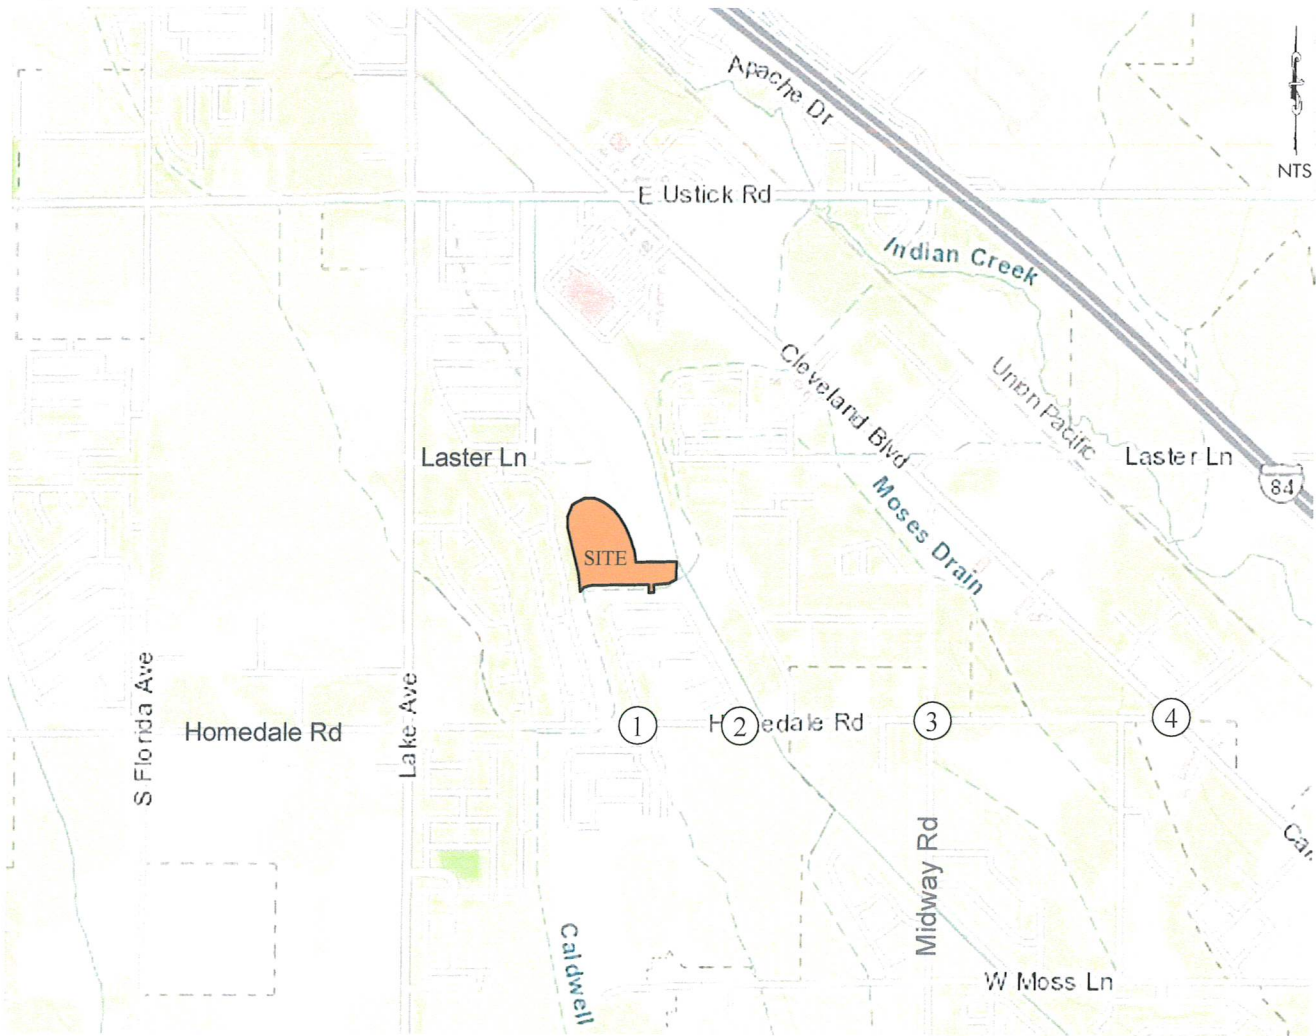 Apache Dr
NTS
E Ustick Rd
Indian Creek
Cleveland Blvd
Union Pacific
Laster Ln
Laster Ln
84
Moses Drain
SITE
S Florida Ave
Lake Ave
Homedale Rd
1
2
H edale Rd
3
4
Midway Rd
Caldwell
W Moss Ln